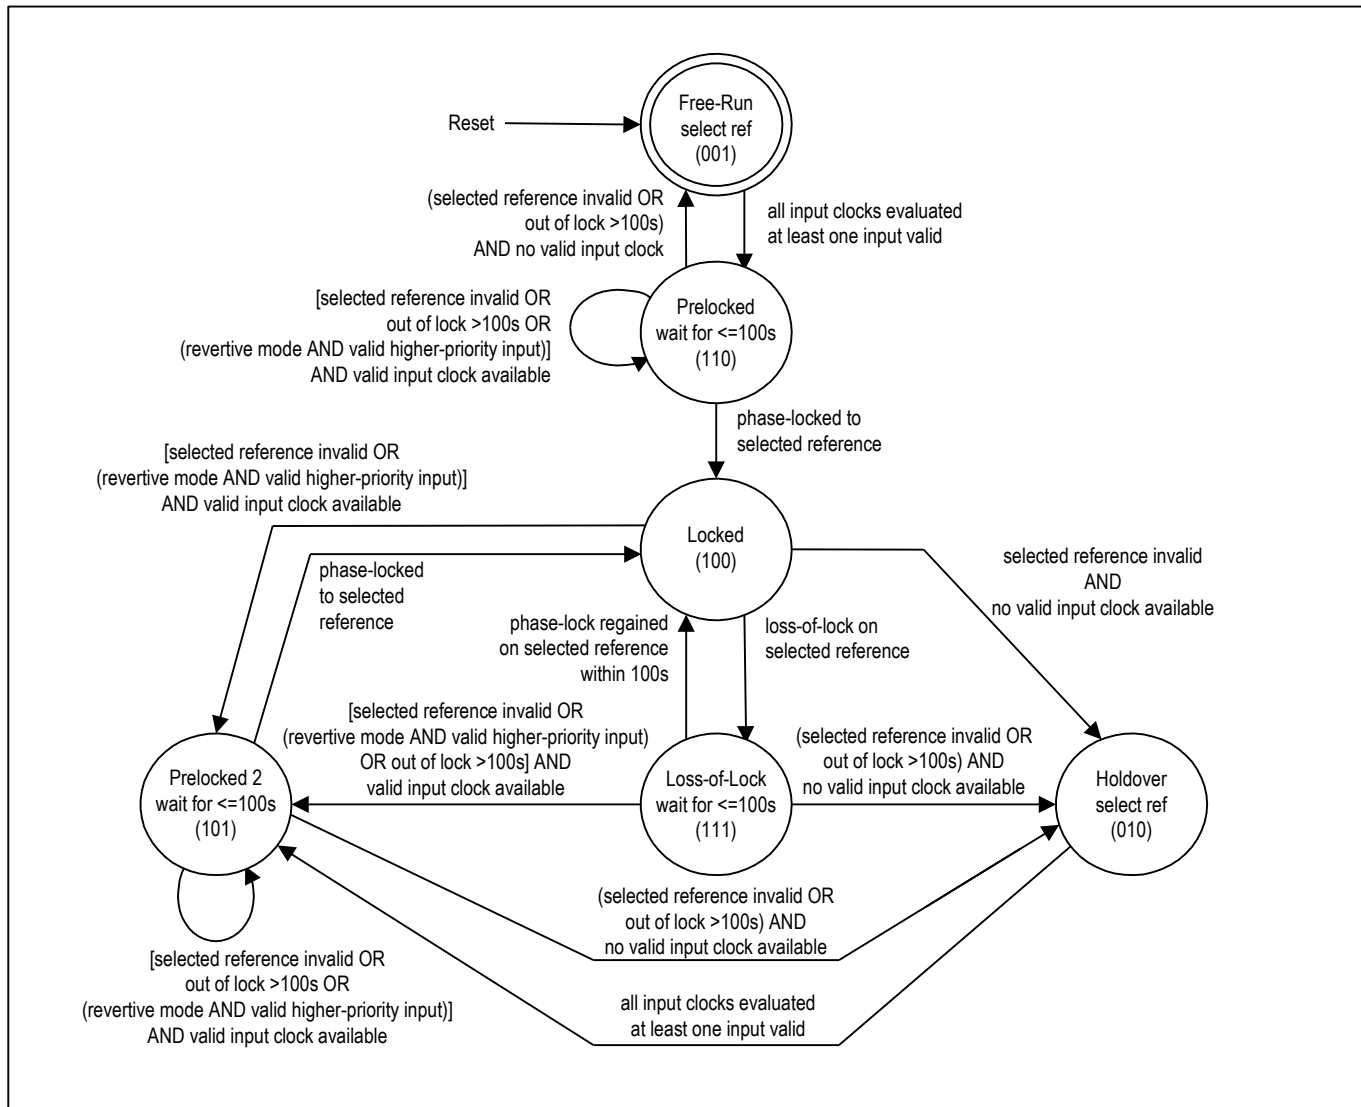 Free-Run
select ref
(001)
Reset
(selected reference invalid OR
out of lock >100s)
AND no valid input clock
all input clocks evaluated
at least one input valid
[selected reference invalid OR
out of lock >100s OR
(revertive mode AND valid higher-priority input)]
AND valid input clock available
Prelocked
wait for <=100s
(110)
phase-locked to
selected reference
[selected reference invalid OR
(revertive mode AND valid higher-priority input)]
AND valid input clock available
Locked
(100)
phase-locked
to selected
reference
selected reference invalid
AND
no valid input clock available
phase-lock regained
on selected reference
within 100s
loss-of-lock on
selected reference
[selected reference invalid OR
(revertive mode AND valid higher-priority input)
OR out of lock >100s] AND
valid input clock available
(selected reference invalid OR
out of lock >100s) AND
no valid input clock available
Prelocked 2
wait for <=100s
(101)
Loss-of-Lock
wait for <=100s
(111)
Holdover
select ref
(010)
(selected reference invalid OR
out of lock >100s) AND
no valid input clock available
[selected reference invalid OR
out of lock >100s OR
(revertive mode AND valid higher-priority input)]
AND valid input clock available
all input clocks evaluated
at least one input valid